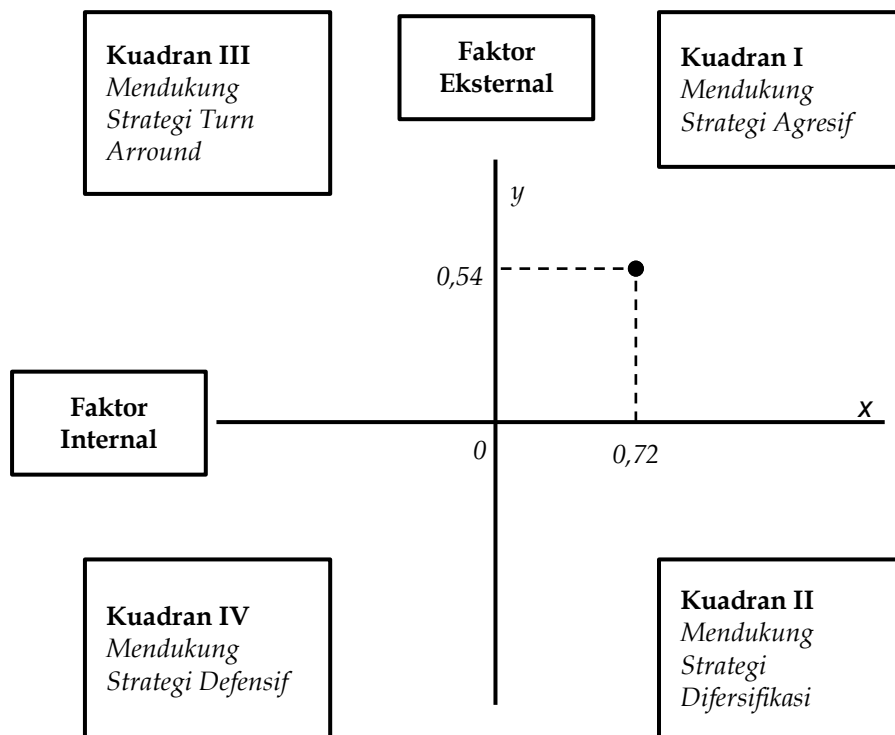 Kuadran III
Mendukung
Strategi Turn
Arround
Faktor
Eksternal
Kuadran I
Mendukung
Strategi Agresif
y
0,54
Faktor
Internal
x
0
0,72
Kuadran IV
Mendukung
Strategi Defensif
Kuadran II
Mendukung
Strategi
Difersifikasi